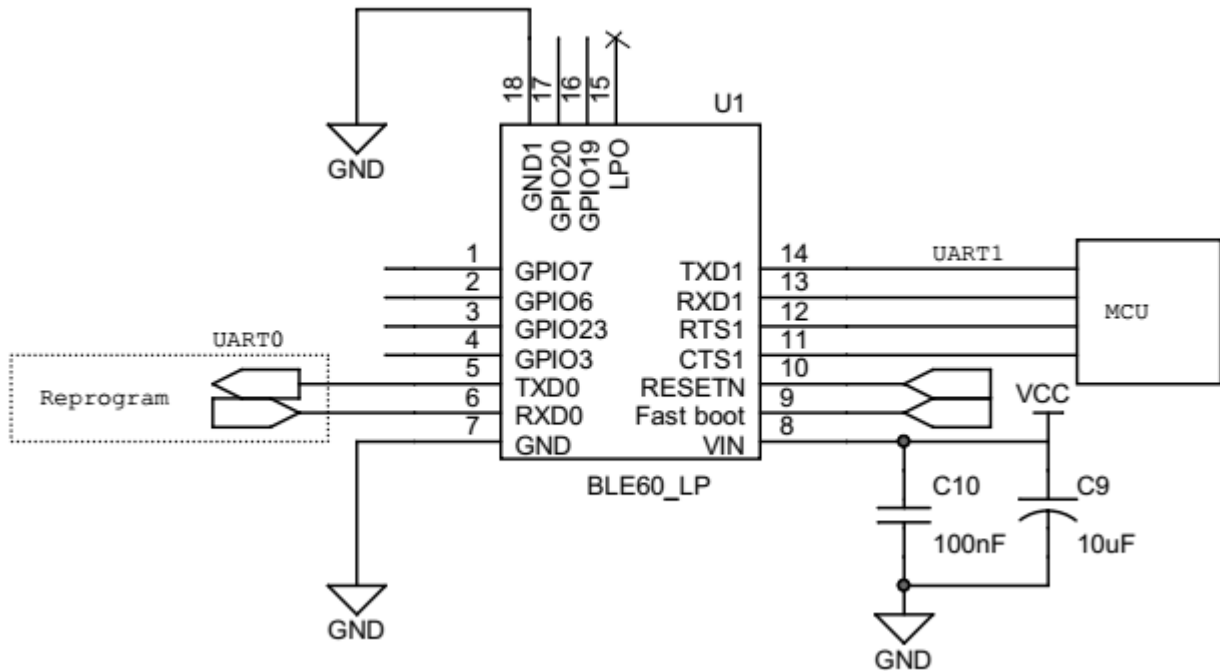 18
17
16
15
U1
GND
GND1
GPIO20
GPIO19
LPO
1
GPIO7
2
GPIO6
3
GPIO23
4
GPIO3
5
TXD0
6
RXD0
7
GND
UART0
Reprogram
14
TXD1
13
RXD1
12
RTS1
11
CTS1
10
RESETN
9
Fast boot
8
VIN
UART1
MCU
VCC
BLE60_LP
C10
100nF
C9
10uF
GND
GND